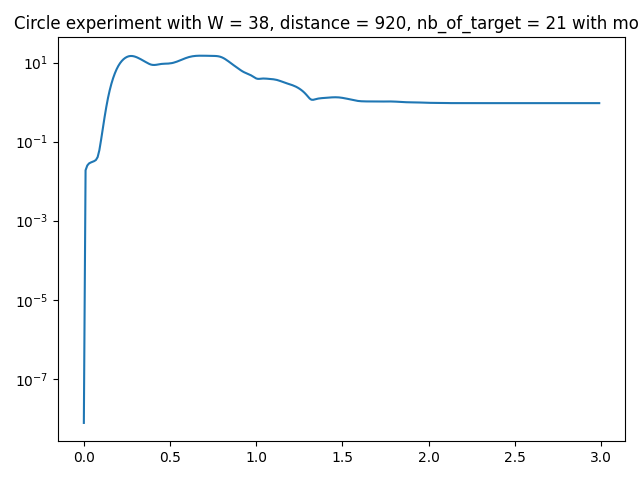 Circle experiment with W = 38, distance = 920, nb_of_target = 21 with mo
10¹
10⁻¹
10⁻³
10⁻⁵
10⁻⁷
0.0 0.5 1.0 1.5 2.0 2.5 3.0